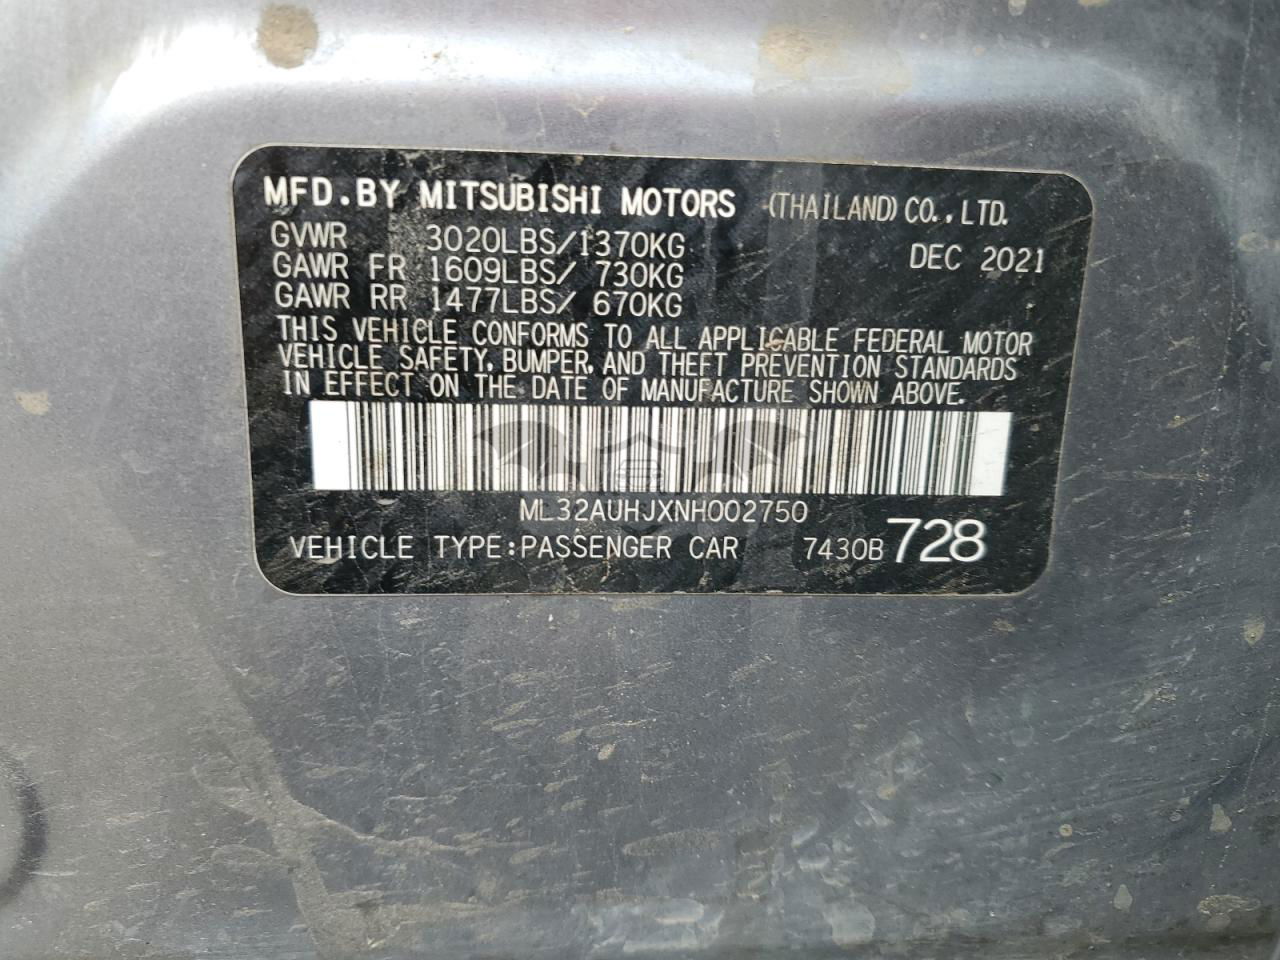 MFD.BY MITSUBISHI MOTORS (THAILAND) CO., LTD.
GVWR 3020LBS/1370KG DEC 2021
GAWR FR 1609LBS/ 730KG
GAWR RR 1477LBS/ 670KG
THIS VEHICLE CONFORMS TO ALL APPLICABLE FEDERAL MOTOR
VEHICLE SAFETY, BUMPER, AND THEFT PREVENTION STANDARDS
IN EFFECT ON THE DATE OF MANUFACTURE SHOWN ABOVE.
ML32AUHJXNH002750
VEHICLE TYPE:PASSENGER CAR 7430B 728